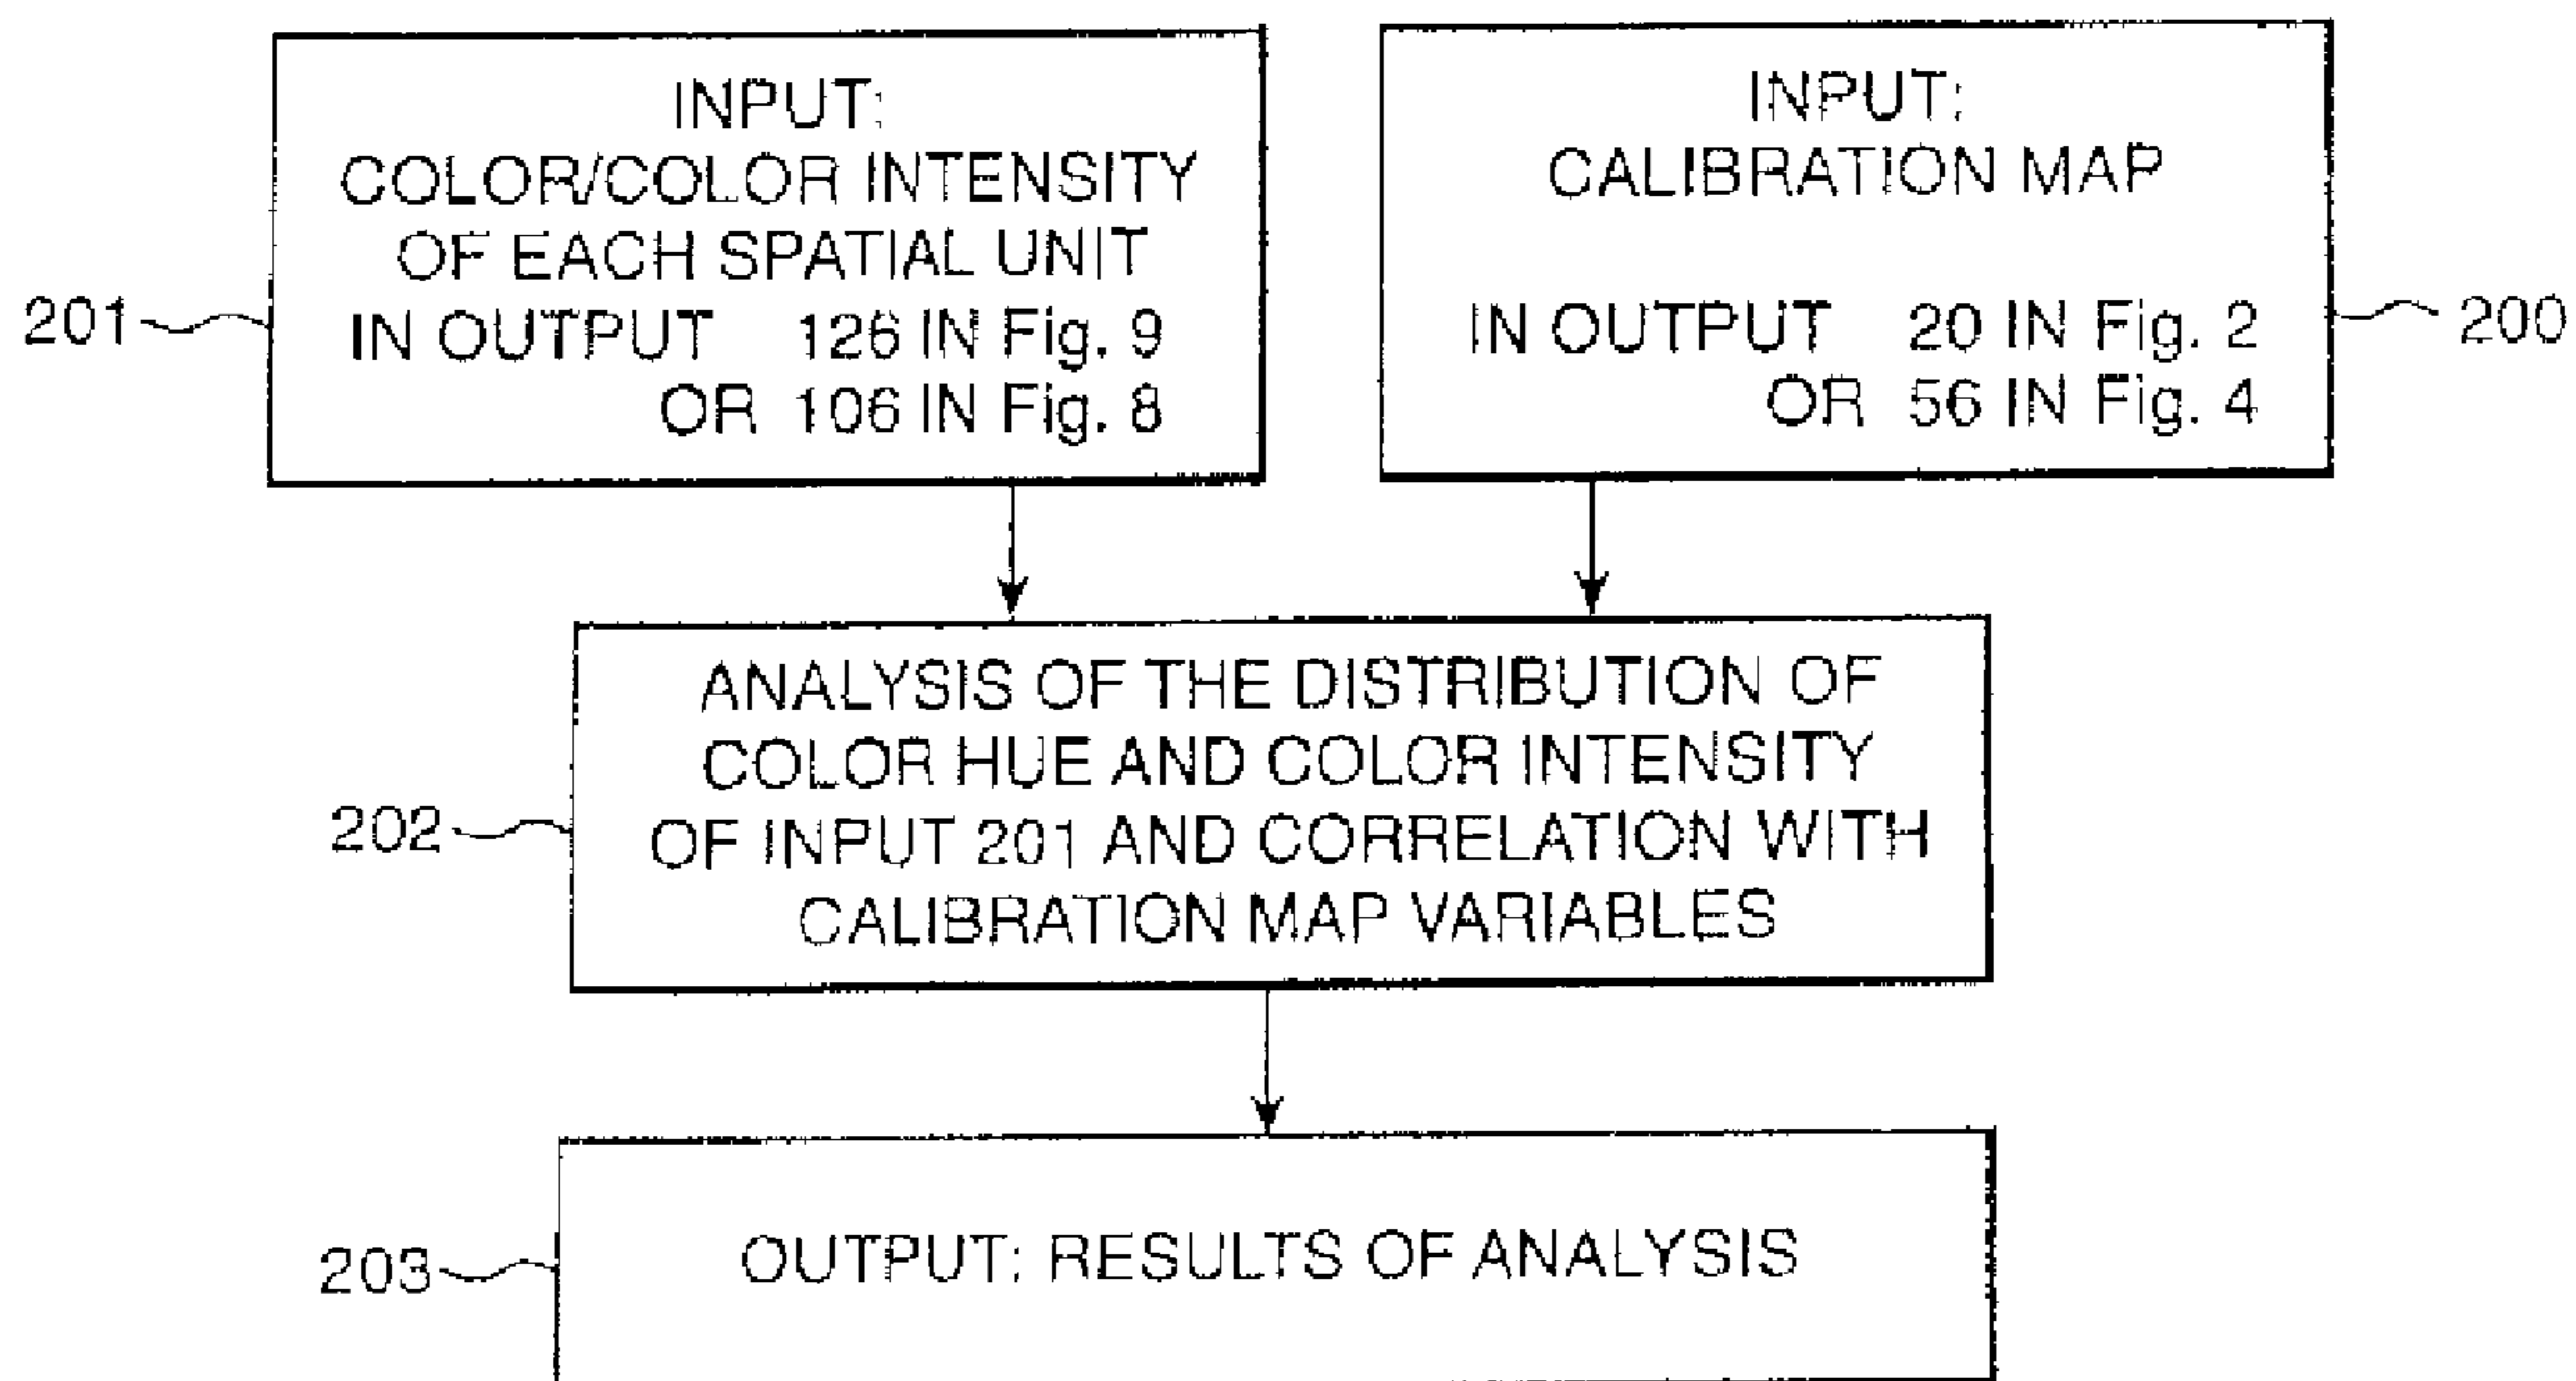 INPUT:
COLOR/COLOR INTENSITY
OF EACH SPATIAL UNIT
IN OUTPUT 126 IN Fig. 9
OR 106 IN Fig. 8
201
INPUT:
CALIBRATION MAP
IN OUTPUT 20 IN Fig. 2
OR 56 IN Fig. 4
200
ANALYSIS OF THE DISTRIBUTION OF
COLOR HUE AND COLOR INTENSITY
OF INPUT 201 AND CORRELATION WITH
CALIBRATION MAP VARIABLES
202
OUTPUT: RESULTS OF ANALYSIS
203